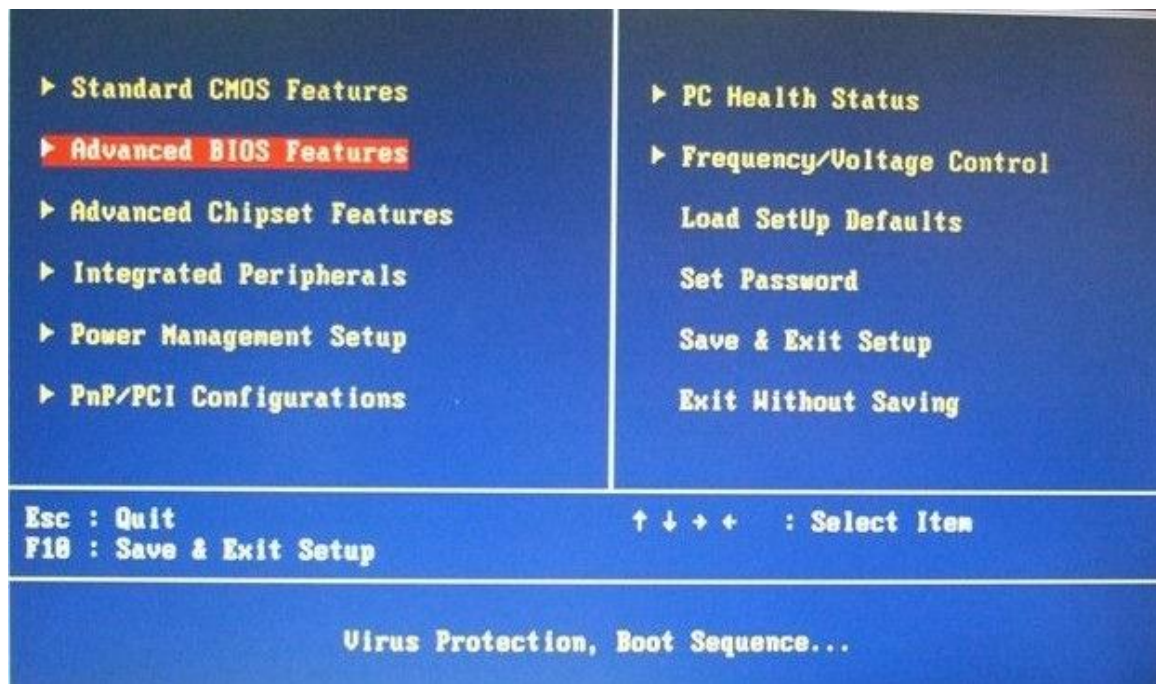 Standard CMOS Features
Advanced BIOS Features
Advanced Chipset Features
Integrated Peripherals
Power Management Setup
PnP/PCI Configurations
PC Health Status
Frequency/Voltage Control
Load SetUp Defaults
Set Password
Save & Exit Setup
Exit Without Saving
Esc : Quit
F10 : Save & Exit Setup
↑ ↓ → ← : Select Item
Virus Protection, Boot Sequence...